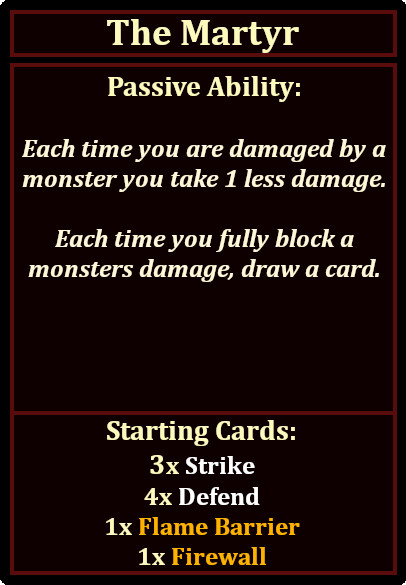 The Martyr
Passive Ability:
Each time you are damaged by a
monster you take 1 less damage.
Each time you fully block a
monsters damage, draw a card.
Starting Cards:
3x Strike
4x Defend
1x Flame Barrier
1x Firewall